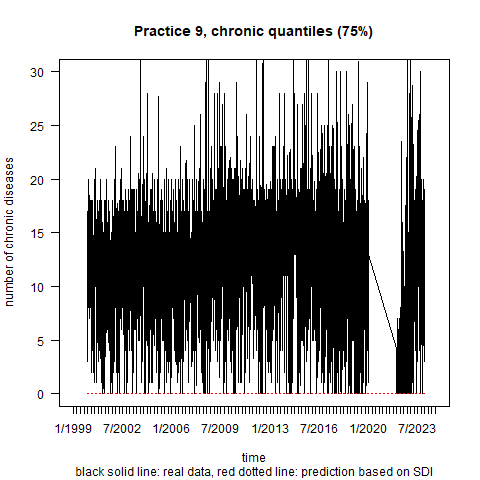 Practice 9, chronic quantiles (75%)
number of chronic diseases
30
25
20
15
10
5
0
1/1999 7/2002 1/2006 7/2009 1/2013 7/2016 1/2020 7/2023
time
black solid line: real data, red dotted line: prediction based on SDI